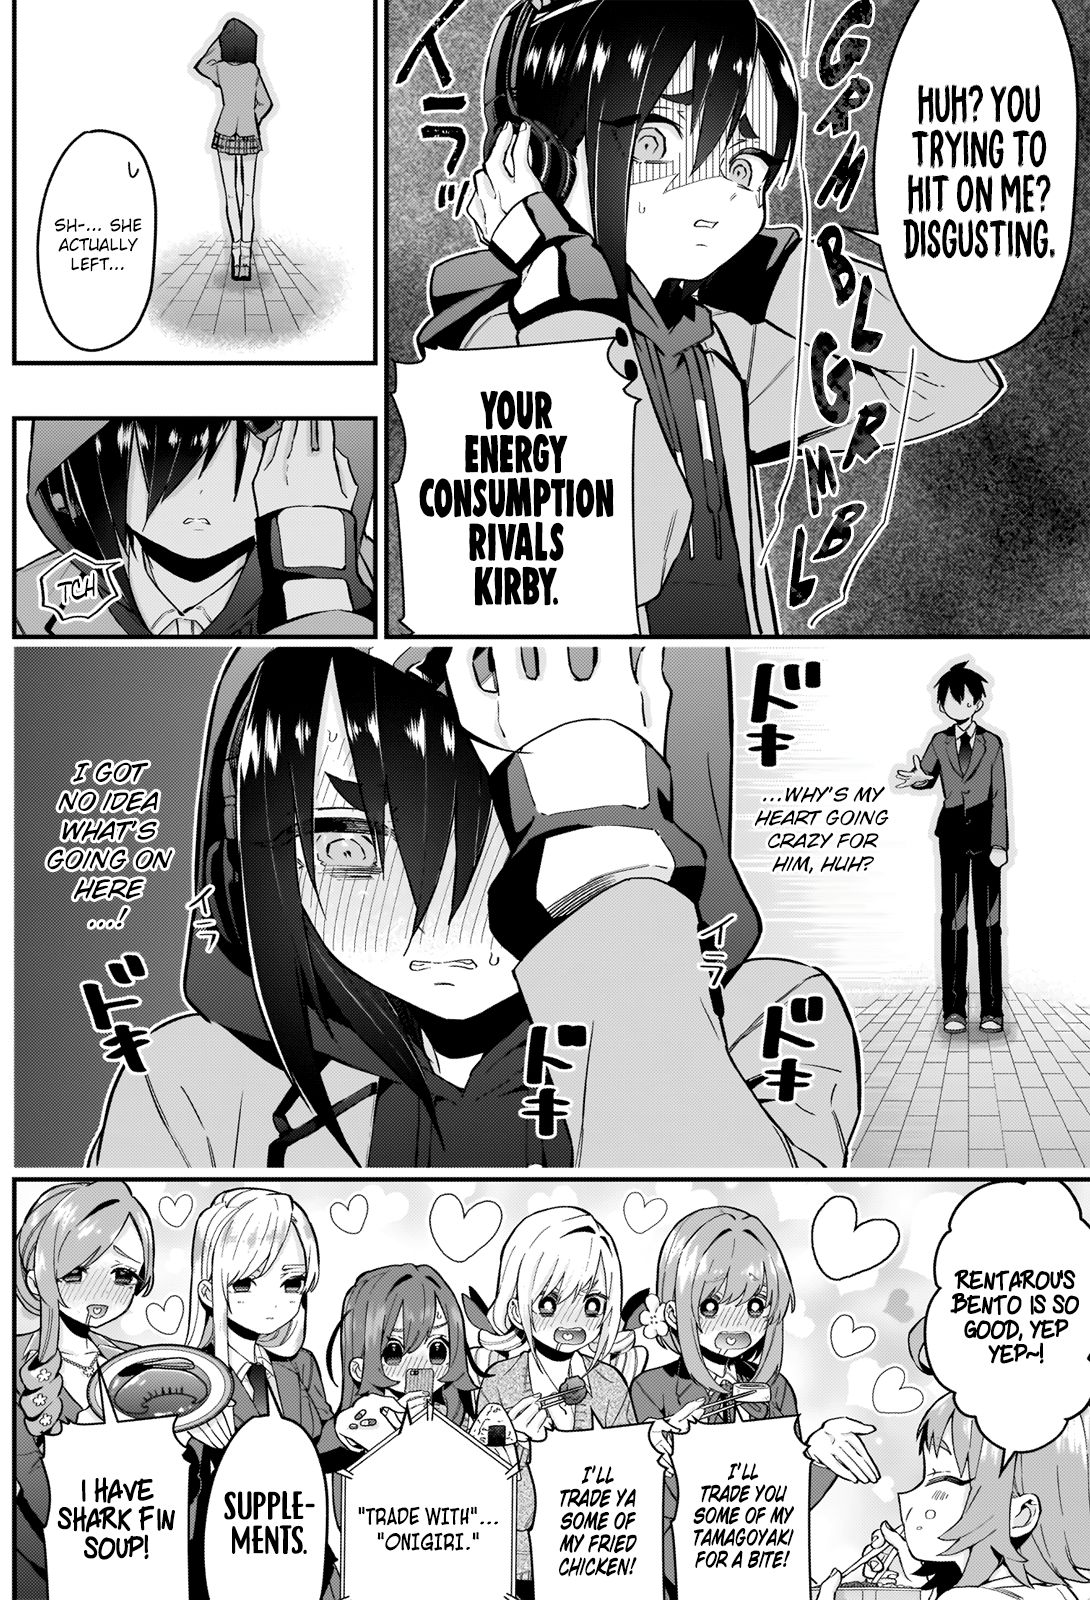 HUH? YOU
TRYING TO
HIT ON ME?
DISGUSTING.
GRMBLGRMBL
イラッ
YOUR
ENERGY
CONSUMPTION
RIVALS
KIRBY.
SH-... SHE
ACTUALLY
LEFT...
TCH
ドキ
...WHY'S MY
HEART GOING
CRAZY FOR
HIM, HUH?
イラ
ドキ
I GOT
NO IDEA
WHAT'S
GOING ON
HERE
...!
イラ
ドキ
ドキ
RENTAROU'S
BENTO IS SO
GOOD, YEP
YEP~!
I'LL
TRADE YOU
SOME OF MY
TAMAGOYAKI
FOR A BITE!
I'LL
TRADE YA
SOME OF
MY FRIED
CHICKEN!
"TRADE WITH"...
"ONIGIRI."
SUPPLE-
MENTS.
I HAVE
SHARK FIN
SOUP!